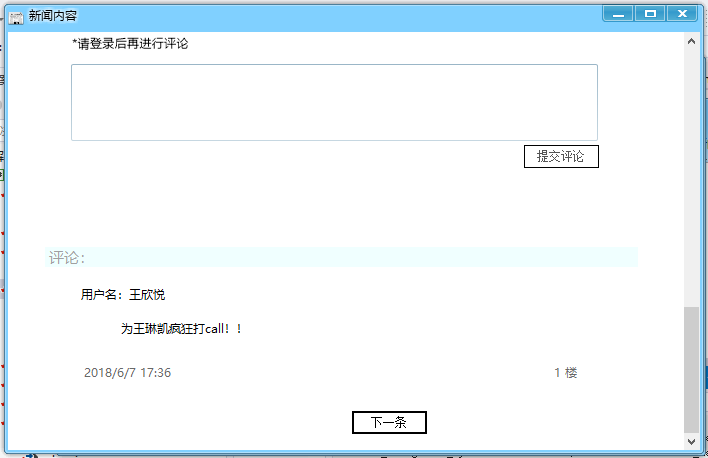 新闻内容
*请登录后再进行评论
提交评论
评论：
用户名：王欣悦
为王琳凯疯狂打call！！
2018/6/7 17:36
1 楼
下一条